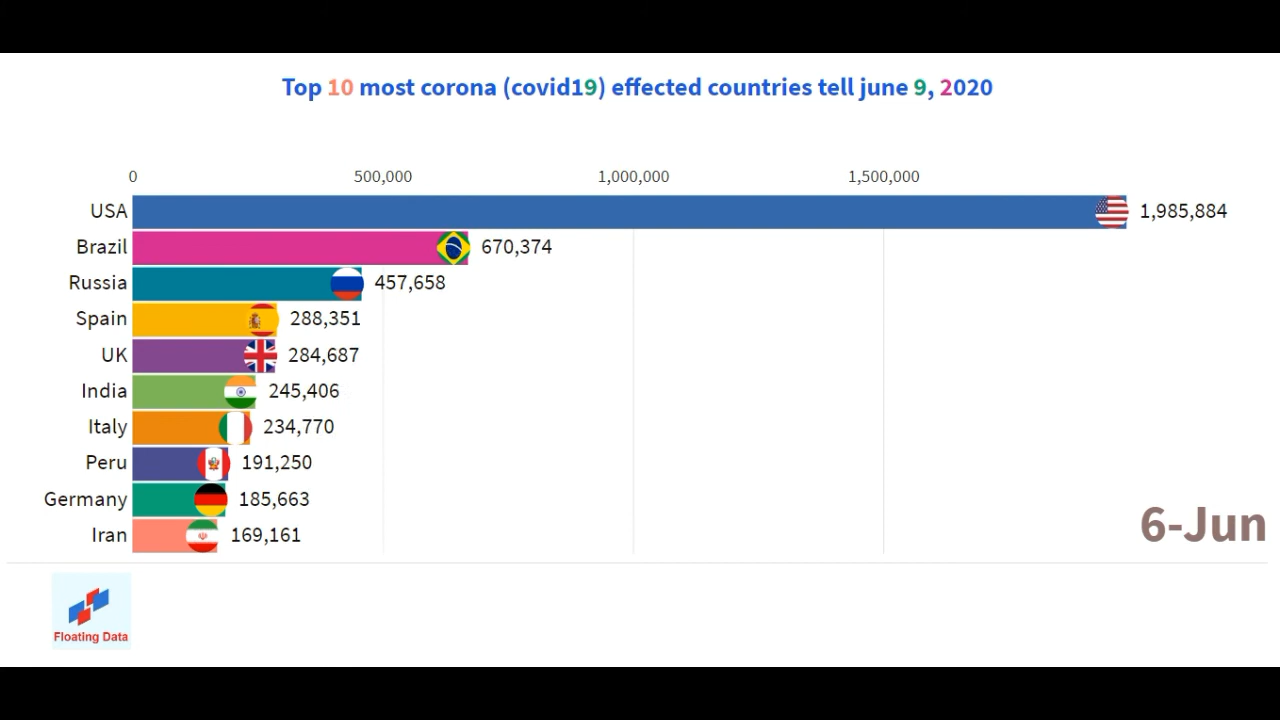 Top 10 most corona (covid19) effected countries tell june 9, 2020
0 500,000 1,000,000 1,500,000
USA 1,985,884
Brazil 670,374
Russia 457,658
Spain 288,351
UK 284,687
India 245,406
Italy 234,770
Peru 191,250
Germany 185,663
Iran 169,161
6-Jun
Floating Data